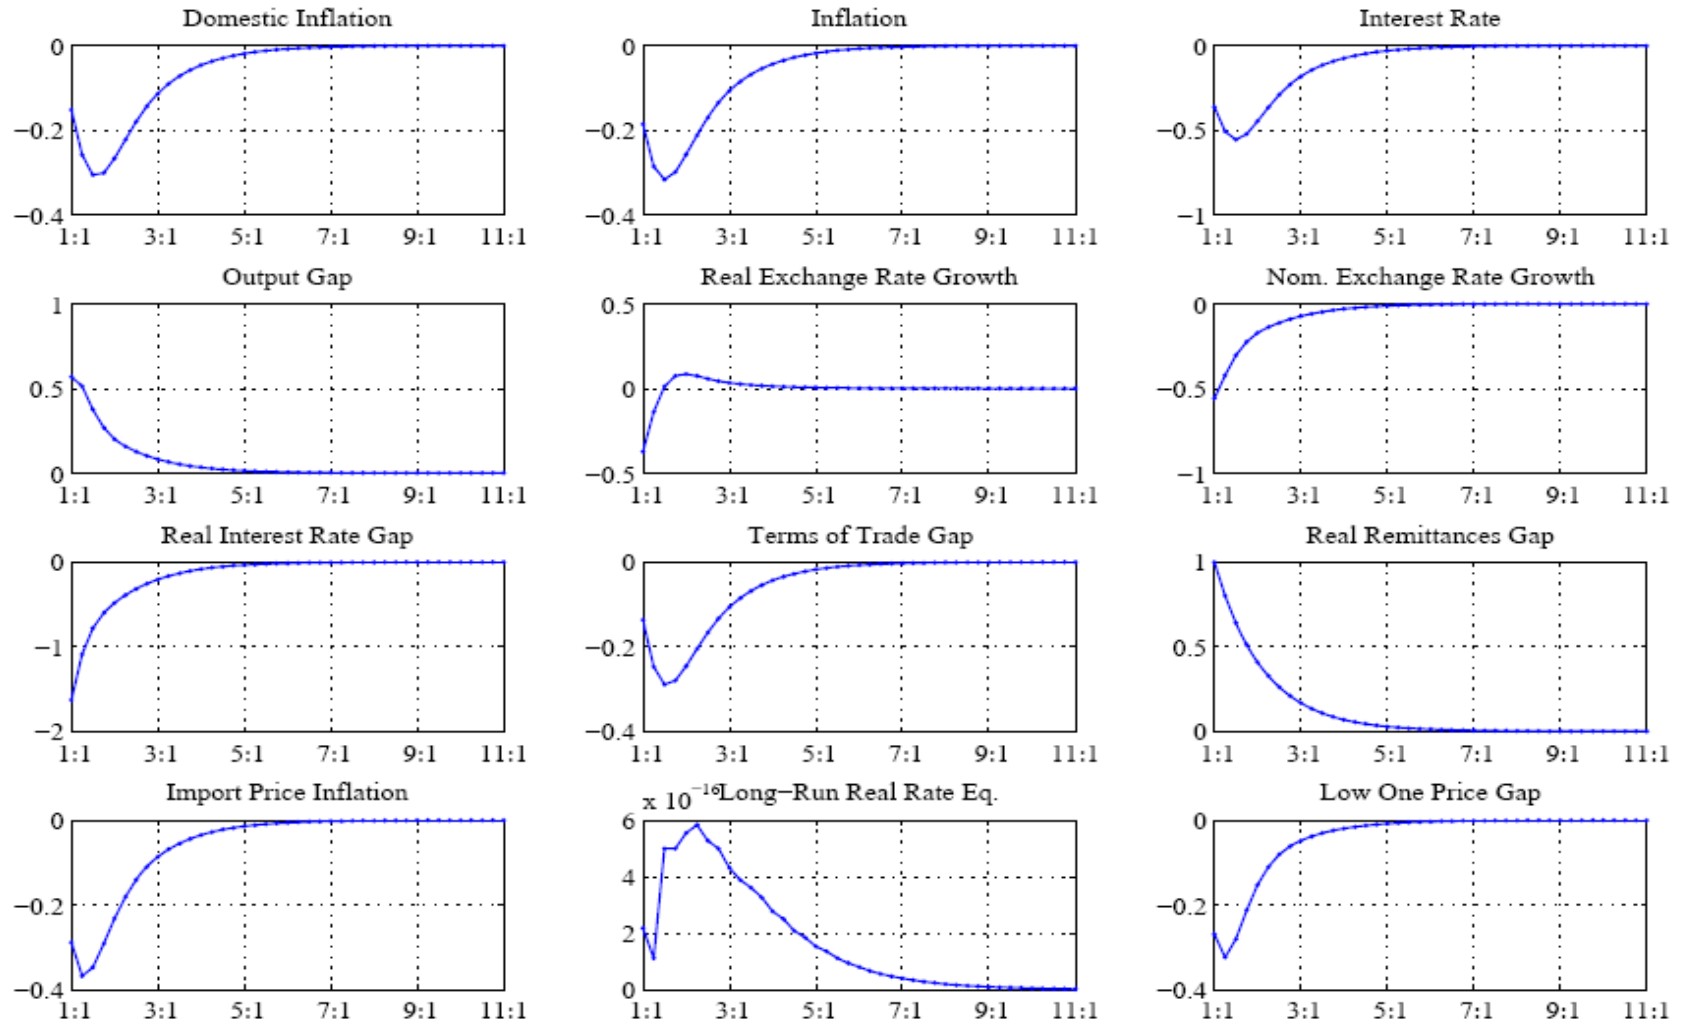 Domestic Inflation
0
−0.2
−0.4
1:1 3:1 5:1 7:1 9:1 11:1
Inflation
0
−0.2
−0.4
1:1 3:1 5:1 7:1 9:1 11:1
Interest Rate
0
−0.5
−1
1:1 3:1 5:1 7:1 9:1 11:1
Output Gap
1
0.5
0
1:1 3:1 5:1 7:1 9:1 11:1
Real Exchange Rate Growth
0.5
0
−0.5
1:1 3:1 5:1 7:1 9:1 11:1
Nom. Exchange Rate Growth
0
−0.5
−1
1:1 3:1 5:1 7:1 9:1 11:1
Real Interest Rate Gap
0
−1
−2
1:1 3:1 5:1 7:1 9:1 11:1
Terms of Trade Gap
0
−0.2
−0.4
1:1 3:1 5:1 7:1 9:1 11:1
Real Remittances Gap
1
0.5
0
1:1 3:1 5:1 7:1 9:1 11:1
Import Price Inflation
0
−0.2
−0.4
1:1 3:1 5:1 7:1 9:1 11:1
x 10⁻¹⁶ Long−Run Real Rate Eq.
6
4
2
0
1:1 3:1 5:1 7:1 9:1 11:1
Low One Price Gap
0
−0.2
−0.4
1:1 3:1 5:1 7:1 9:1 11:1